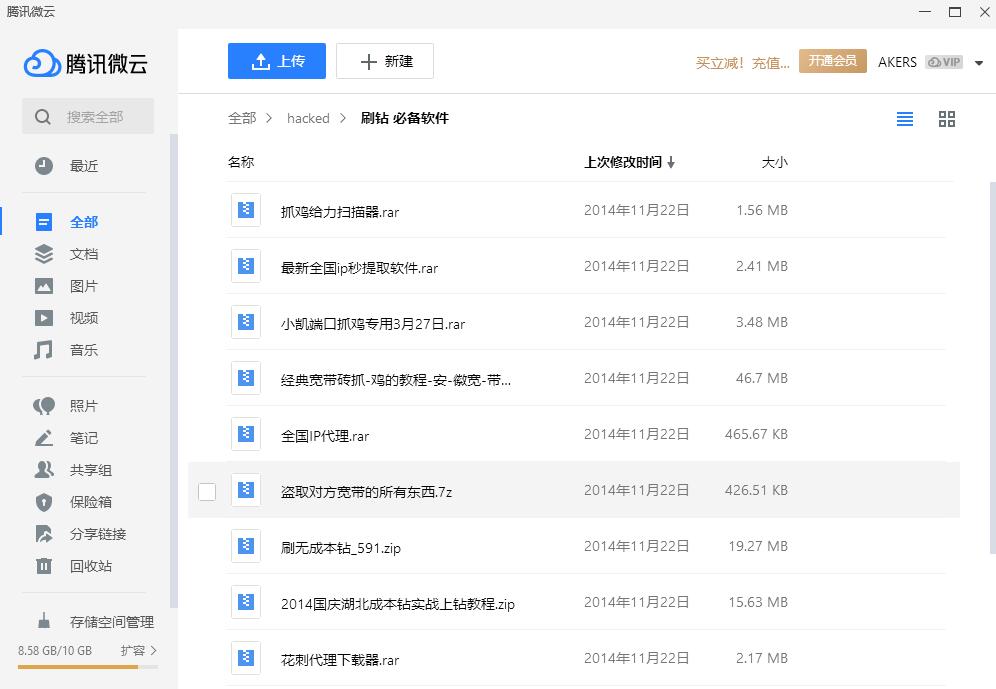 腾讯微云
腾讯微云
上传
新建
买立减！充值...
开通会员
AKERS
VIP
搜索全部
最近
全部
文档
图片
视频
音乐
照片
笔记
共享组
保险箱
分享链接
回收站
存储空间管理
8.58 GB/10 GB 扩容
全部 hacked 刷钻 必备软件
名称 上次修改时间 大小
抓鸡给力扫描器.rar 2014年11月22日 1.56 MB
最新全国ip秒提取软件.rar 2014年11月22日 2.41 MB
小凯端口抓鸡专用3月27日.rar 2014年11月22日 3.48 MB
经典宽带砖抓-鸡的教程-安-徽宽-带... 2014年11月22日 46.7 MB
全国IP代理.rar 2014年11月22日 465.67 KB
盗取对方宽带的所有东西.7z 2014年11月22日 426.51 KB
刷无成本钻_591.zip 2014年11月22日 19.27 MB
2014国庆湖北成本钻实战上钻教程.zip 2014年11月22日 15.63 MB
花刺代理下载器.rar 2014年11月22日 2.17 MB